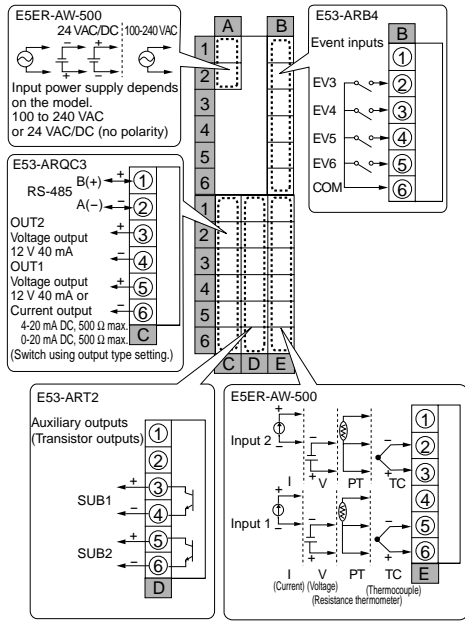 E5ER-AW-500
24 VAC/DC 100-240 VAC
− + + −
Input power supply depends
on the model.
100 to 240 VAC
or 24 VAC/DC (no polarity)
A B
1
2
3
4
5
6
1
2
3
4
5
6
C D E
E53-ARB4
B
Event inputs
1
EV3 2
EV4 3
EV5 4
EV6 5
COM 6
E53-ARQC3
RS-485
B(+) + 1
A(−) − 2
OUT2
Voltage output
12 V 40 mA
+ 3
− 4
OUT1
Voltage output
12 V 40 mA or
Current output
+ 5
− 6
4-20 mA DC, 500 Ω max.
0-20 mA DC, 500 Ω max.
C
(Switch using output type setting.)
E53-ART2
Auxiliary outputs
(Transistor outputs)
1
2
SUB1
+ 3
− 4
SUB2
+ 5
− 6
D
E5ER-AW-500
Input 2
+ − − + − +
I V PT TC
Input 1
+ − − + − +
1
2
3
4
5
6
I V PT TC E
(Current) (Voltage) (Thermocouple)
(Resistance thermometer)